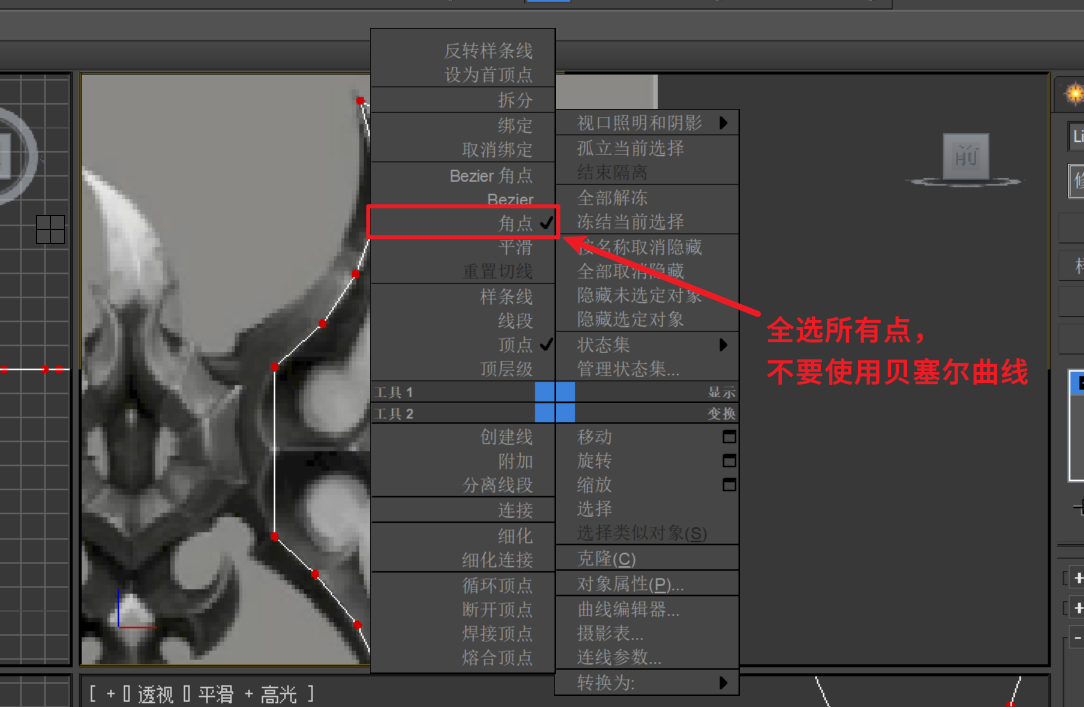 反转样条线
设为首顶点
拆分
绑定
取消绑定
Bezier 角点
Bezier
角点
平滑
重置切线
样条线
线段
顶点
顶层级
工具 1
工具 2
创建线
附加
分离线段
连接
细化
细化连接
循环顶点
断开顶点
焊接顶点
熔合顶点
视口照明和阴影
孤立当前选择
结束隔离
全部解冻
冻结当前选择
按名称取消隐藏
全部取消隐藏
隐藏未选定对象
隐藏选定对象
状态集
管理状态集...
显示
变换
移动
旋转
缩放
选择
选择类似对象(S)
克隆(C)
对象属性(P)...
曲线编辑器...
摄影表...
连线参数...
转换为:
全选所有点，
不要使用贝塞尔曲线
前
Li
[ + [] 透视 [] 平滑 + 高光 ]